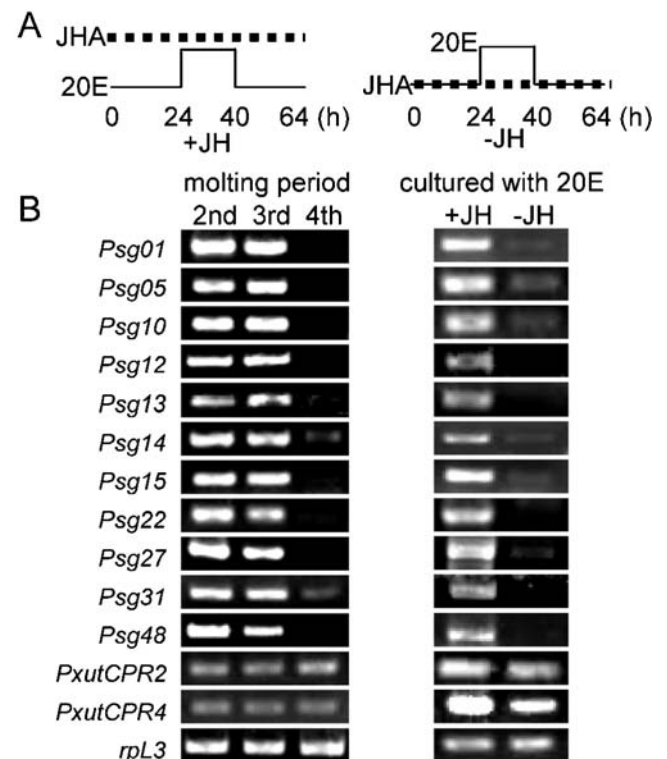 A
JHA
20E
0 24 40 64 (h)
+JH
20E
JHA
0 24 40 64 (h)
-JH
B
molting period
2nd 3rd 4th
cultured with 20E
+JH -JH
Psg01
Psg05
Psg10
Psg12
Psg13
Psg14
Psg15
Psg22
Psg27
Psg31
Psg48
PxutCPR2
PxutCPR4
rpL3